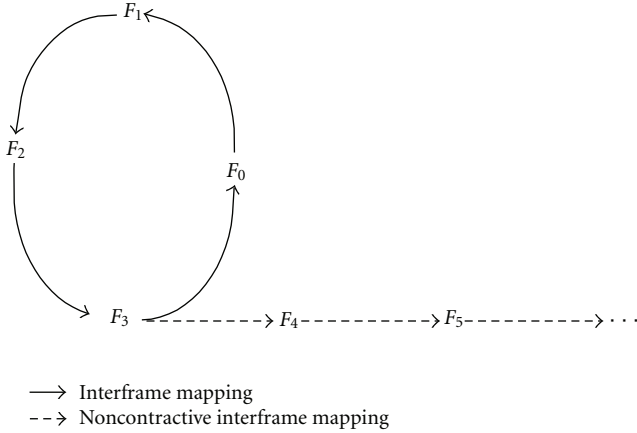 F₁
F₂
F₀
F₃ F₄ F₅ · · ·
Interframe mapping
Noncontractive interframe mapping